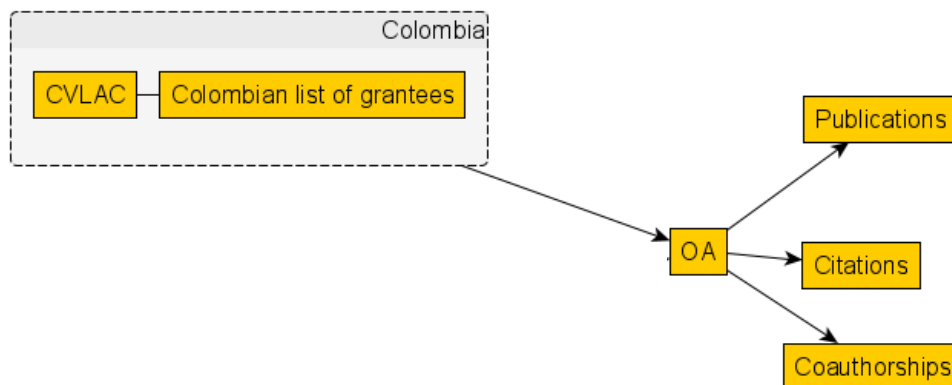 Colombia
CVLAC
Colombian list of grantees
Publications
OA
Citations
Coauthorships